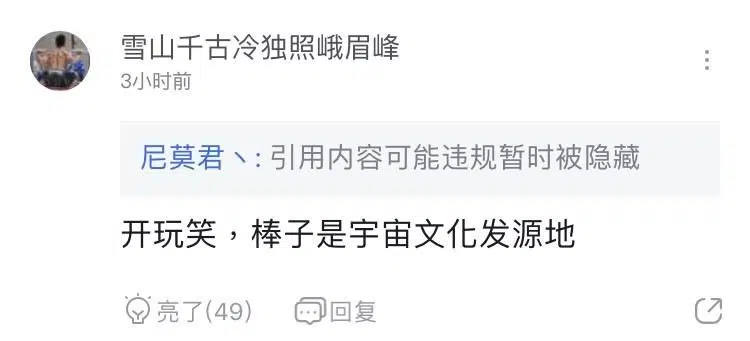 雪山千古冷独照峨眉峰
3小时前
尼莫君丶: 引用内容可能违规暂时被隐藏
开玩笑，棒子是宇宙文化发源地
亮了(49) 回复